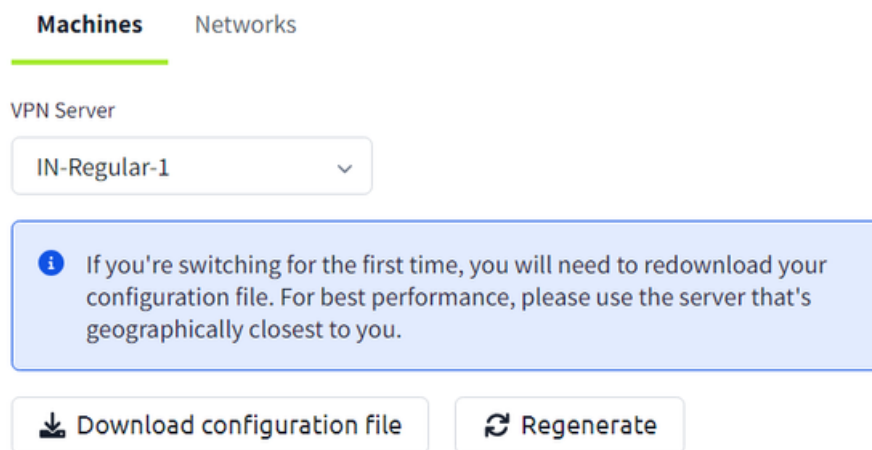 Machines Networks
VPN Server
IN-Regular-1
If you're switching for the first time, you will need to redownload your
configuration file. For best performance, please use the server that's
geographically closest to you.
Download configuration file Regenerate